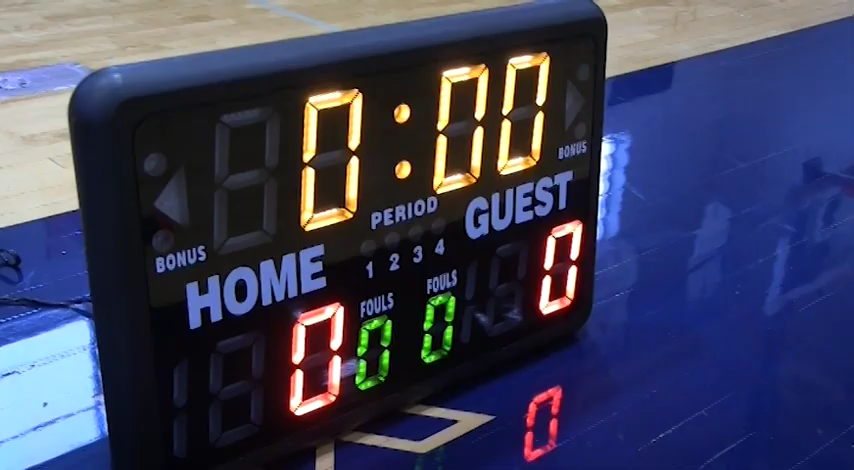 0:00
BONUS PERIOD BONUS
HOME 1 2 3 4 GUEST
FOULS FOULS
0 0 0 0